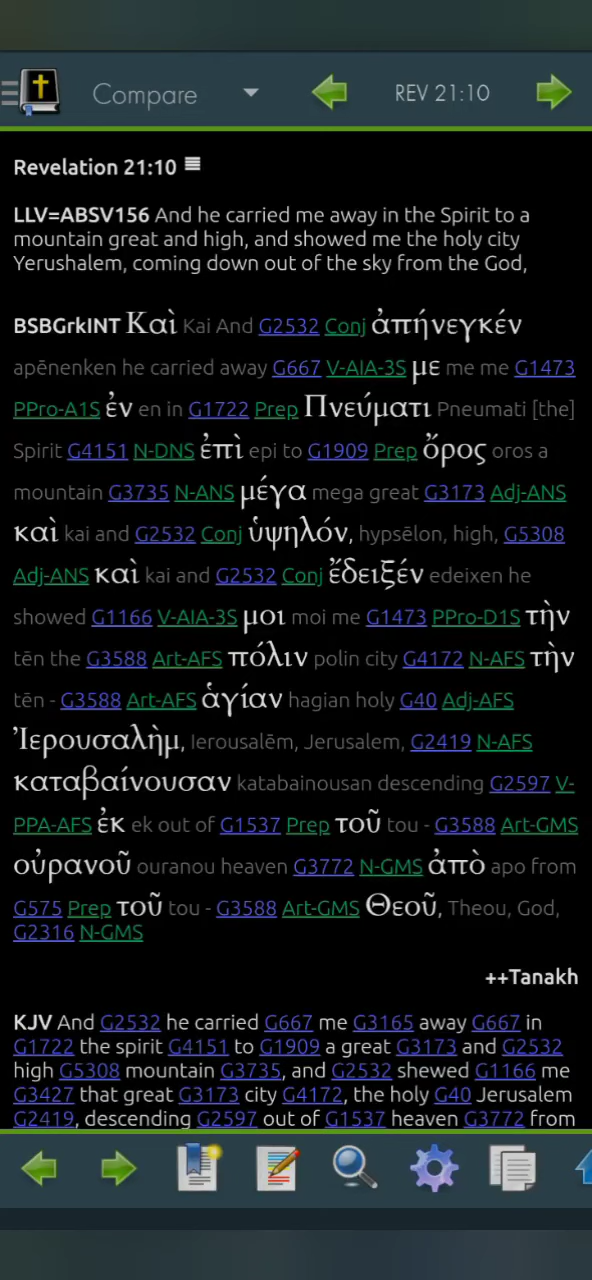 Compare
REV 21:10
Revelation 21:10
LLV=ABSV156 And he carried me away in the Spirit to a
mountain great and high, and showed me the holy city
Yerushalem, coming down out of the sky from the God,
BSBGrkINT Καὶ Kai And G2532 Conj ἀπήνεγκέν
apēnenken he carried away G667 V-AIA-3S με me me G1473
PPro-A1S ἐν en in G1722 Prep Πνεύματι Pneumati [the]
Spirit G4151 N-DNS ἐπὶ epi to G1909 Prep ὄρος oros a
mountain G3735 N-ANS μέγα mega great G3173 Adj-ANS
καὶ kai and G2532 Conj ὑψηλόν, hypsēlon, high, G5308
Adj-ANS καὶ kai and G2532 Conj ἔδειξέν edeixen he
showed G1166 V-AIA-3S μοι moi me G1473 PPro-D1S τὴν
tēn the G3588 Art-AFS πόλιν polin city G4172 N-AFS τὴν
tēn - G3588 Art-AFS ἁγίαν hagian holy G40 Adj-AFS
Ἰερουσαλὴμ, Ierousalēm, Jerusalem, G2419 N-AFS
καταβαίνουσαν katabainousan descending G2597 V-
PPA-AFS ἐκ ek out of G1537 Prep τοῦ tou - G3588 Art-GMS
οὐρανοῦ ouranou heaven G3772 N-GMS ἀπὸ apo from
G575 Prep τοῦ tou - G3588 Art-GMS Θεοῦ, Theou, God,
G2316 N-GMS
++Tanakh
KJV And G2532 he carried G667 me G3165 away G667 in
G1722 the spirit G4151 to G1909 a great G3173 and G2532
high G5308 mountain G3735, and G2532 shewed G1166 me
G3427 that great G3173 city G4172, the holy G40 Jerusalem
G2419, descending G2597 out of G1537 heaven G3772 from